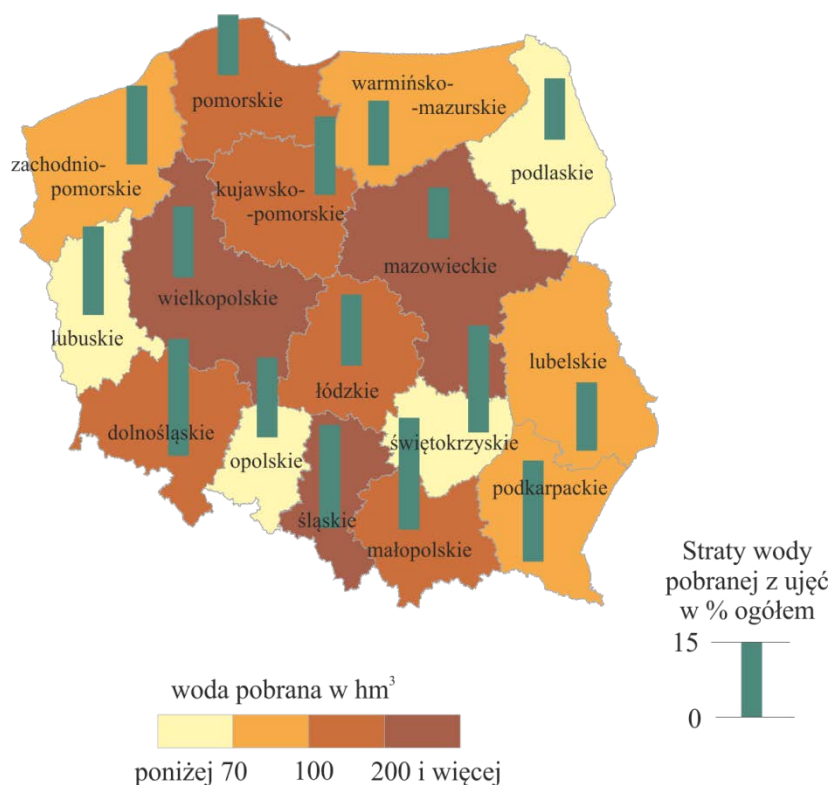 pomorskie
warmińsko-
-mazurskie
zachodnio-
pomorskie
kujawsko-
-pomorskie
podlaskie
mazowieckie
wielkopolskie
lubuskie
łódzkie
lubelskie
dolnośląskie
opolskie
świętokrzyskie
podkarpackie
śląskie
małopolskie
Straty wody
pobranej z ujęć
w % ogółem
15
0
woda pobrana w hm³
poniżej 70 100 200 i więcej